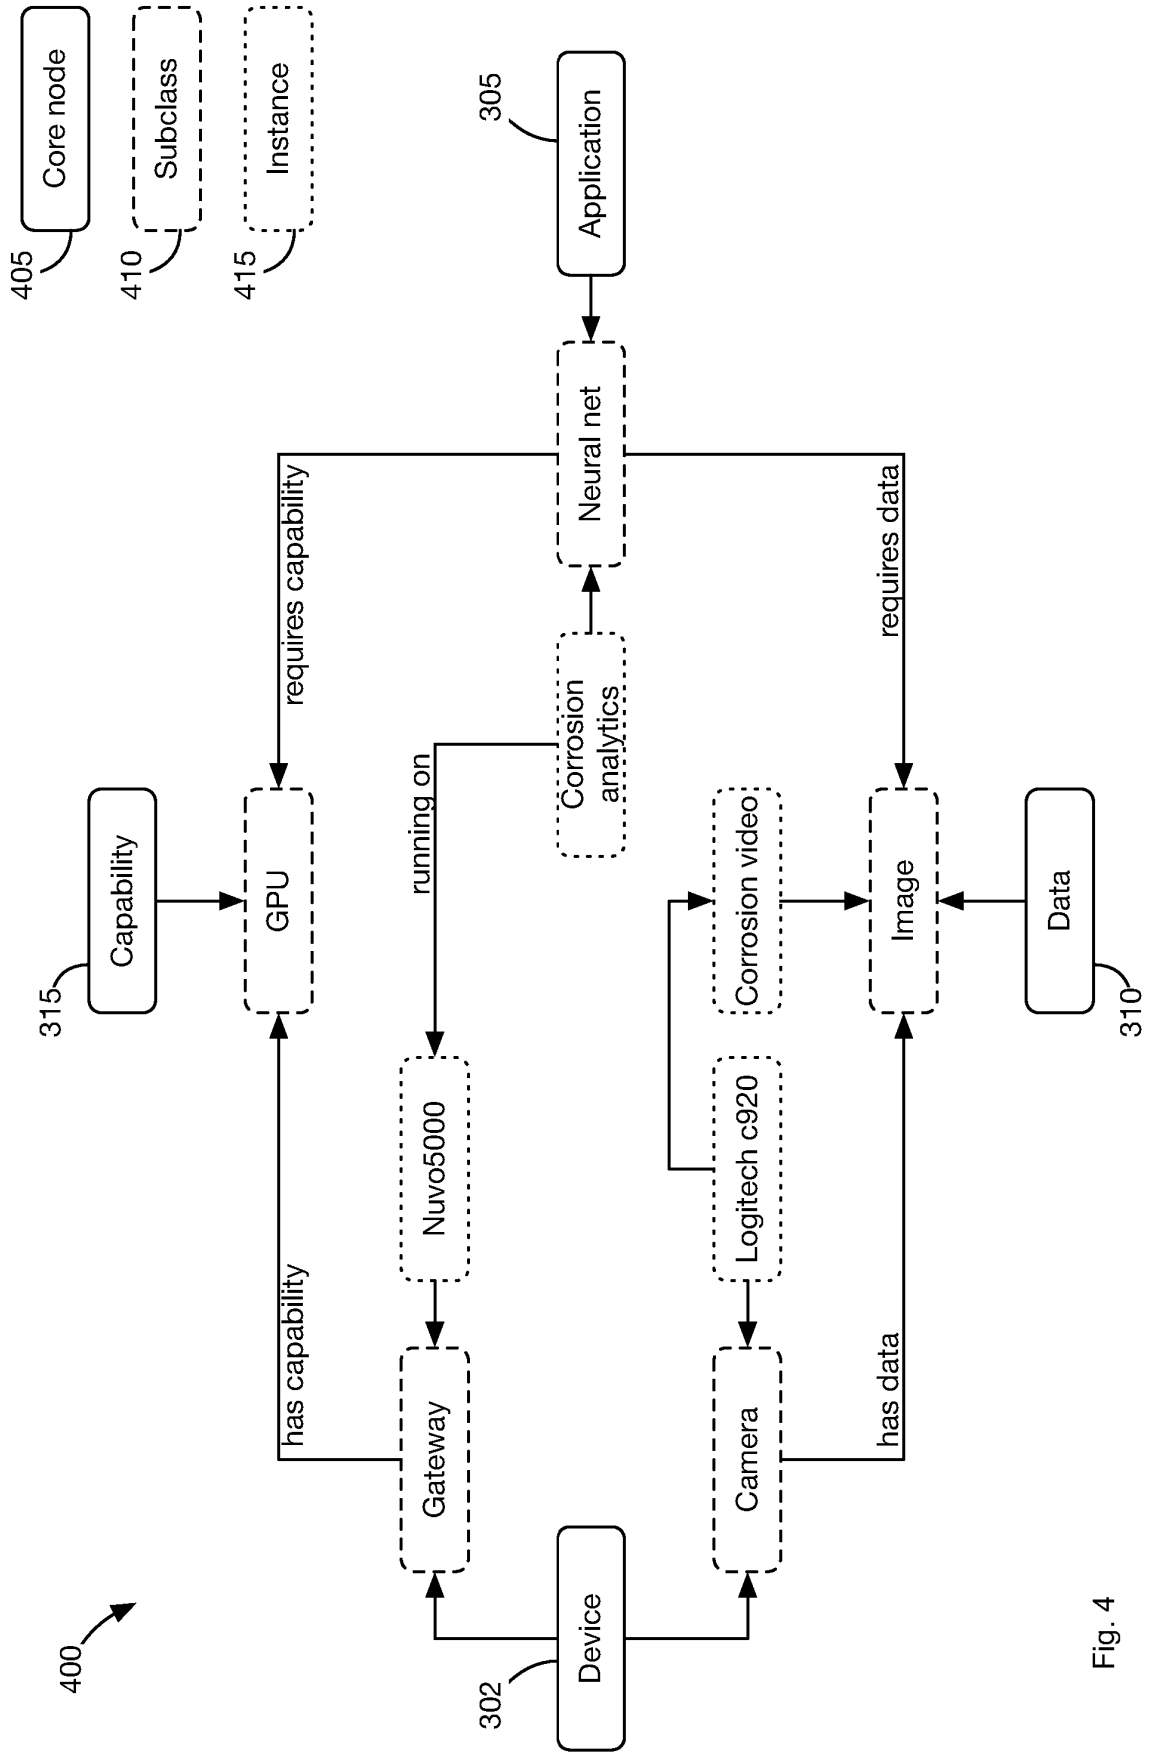 400
405
Core node
410
Subclass
415
Instance
315
Capability
has capability
GPU
requires capability
Gateway
Nuvo5000
running on
302
Device
Corrosion
analytics
Neural net
305
Application
Camera
Logitech c920
Corrosion video
has data
Image
requires data
310
Data
Fig. 4